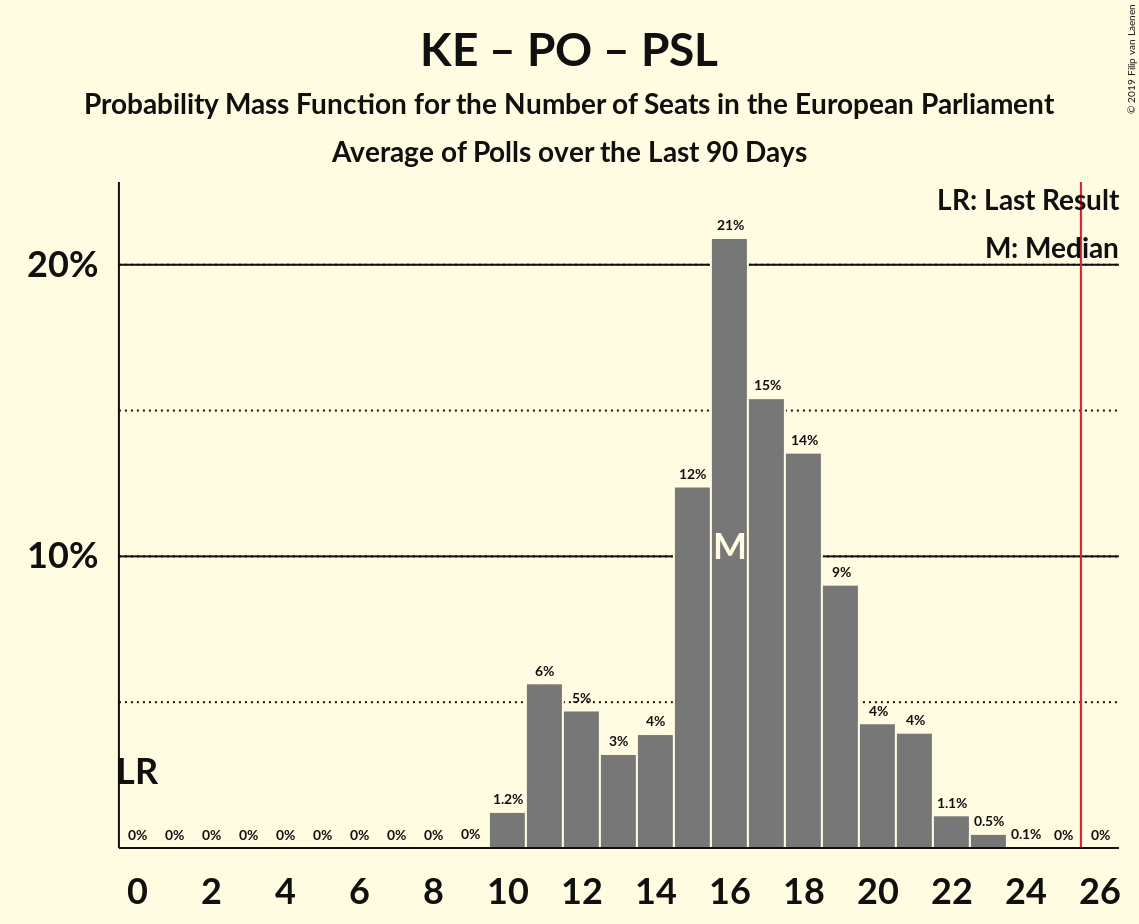 KE – PO – PSL
Probability Mass Function for the Number of Seats in the European Parliament
Average of Polls over the Last 90 Days
© 2019 Filip van Laenen
LR: Last Result
M: Median
20%
10%
21%
15%
14%
12%
9%
6%
5%
3%
4%
4%
4%
1.2%
1.1%
0.5%
0.1%
0% 0% 0% 0% 0% 0% 0% 0% 0% 0% 0% 0%
M
LR
0 2 4 6 8 10 12 14 16 18 20 22 24 26